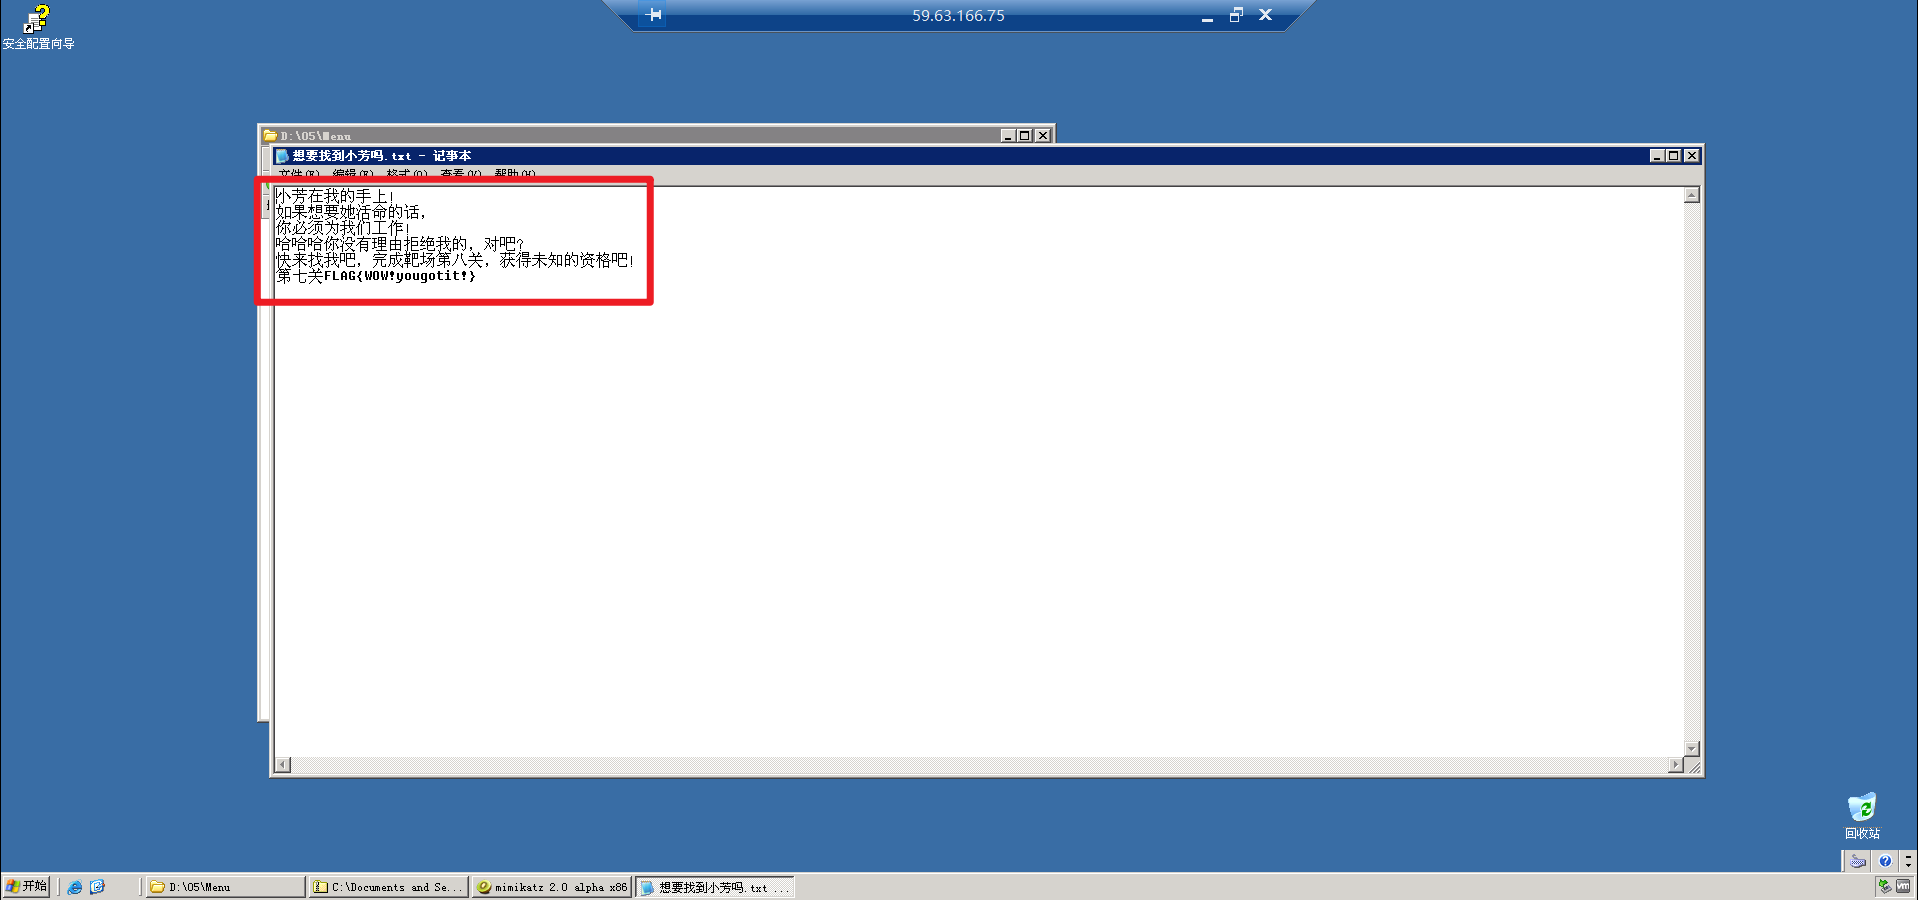 安全配置向导
59.63.166.75
D:\05\Menu
想要找到小芳吗.txt - 记事本
文件(F) 编辑(E) 格式(O) 查看(V) 帮助(H)
小芳在我的手上!
如果想要她活命的话,
你必须为我们工作!
哈哈哈你没有理由拒绝我的, 对吧?
快来找我吧, 完成靶场第八关, 获得未知的资格吧!
第七关FLAG{WOW!yougotit!}
回收站
开始
D:\05\Menu
C:\Documents and Se...
mimikatz 2.0 alpha x86
想要找到小芳吗.txt ...